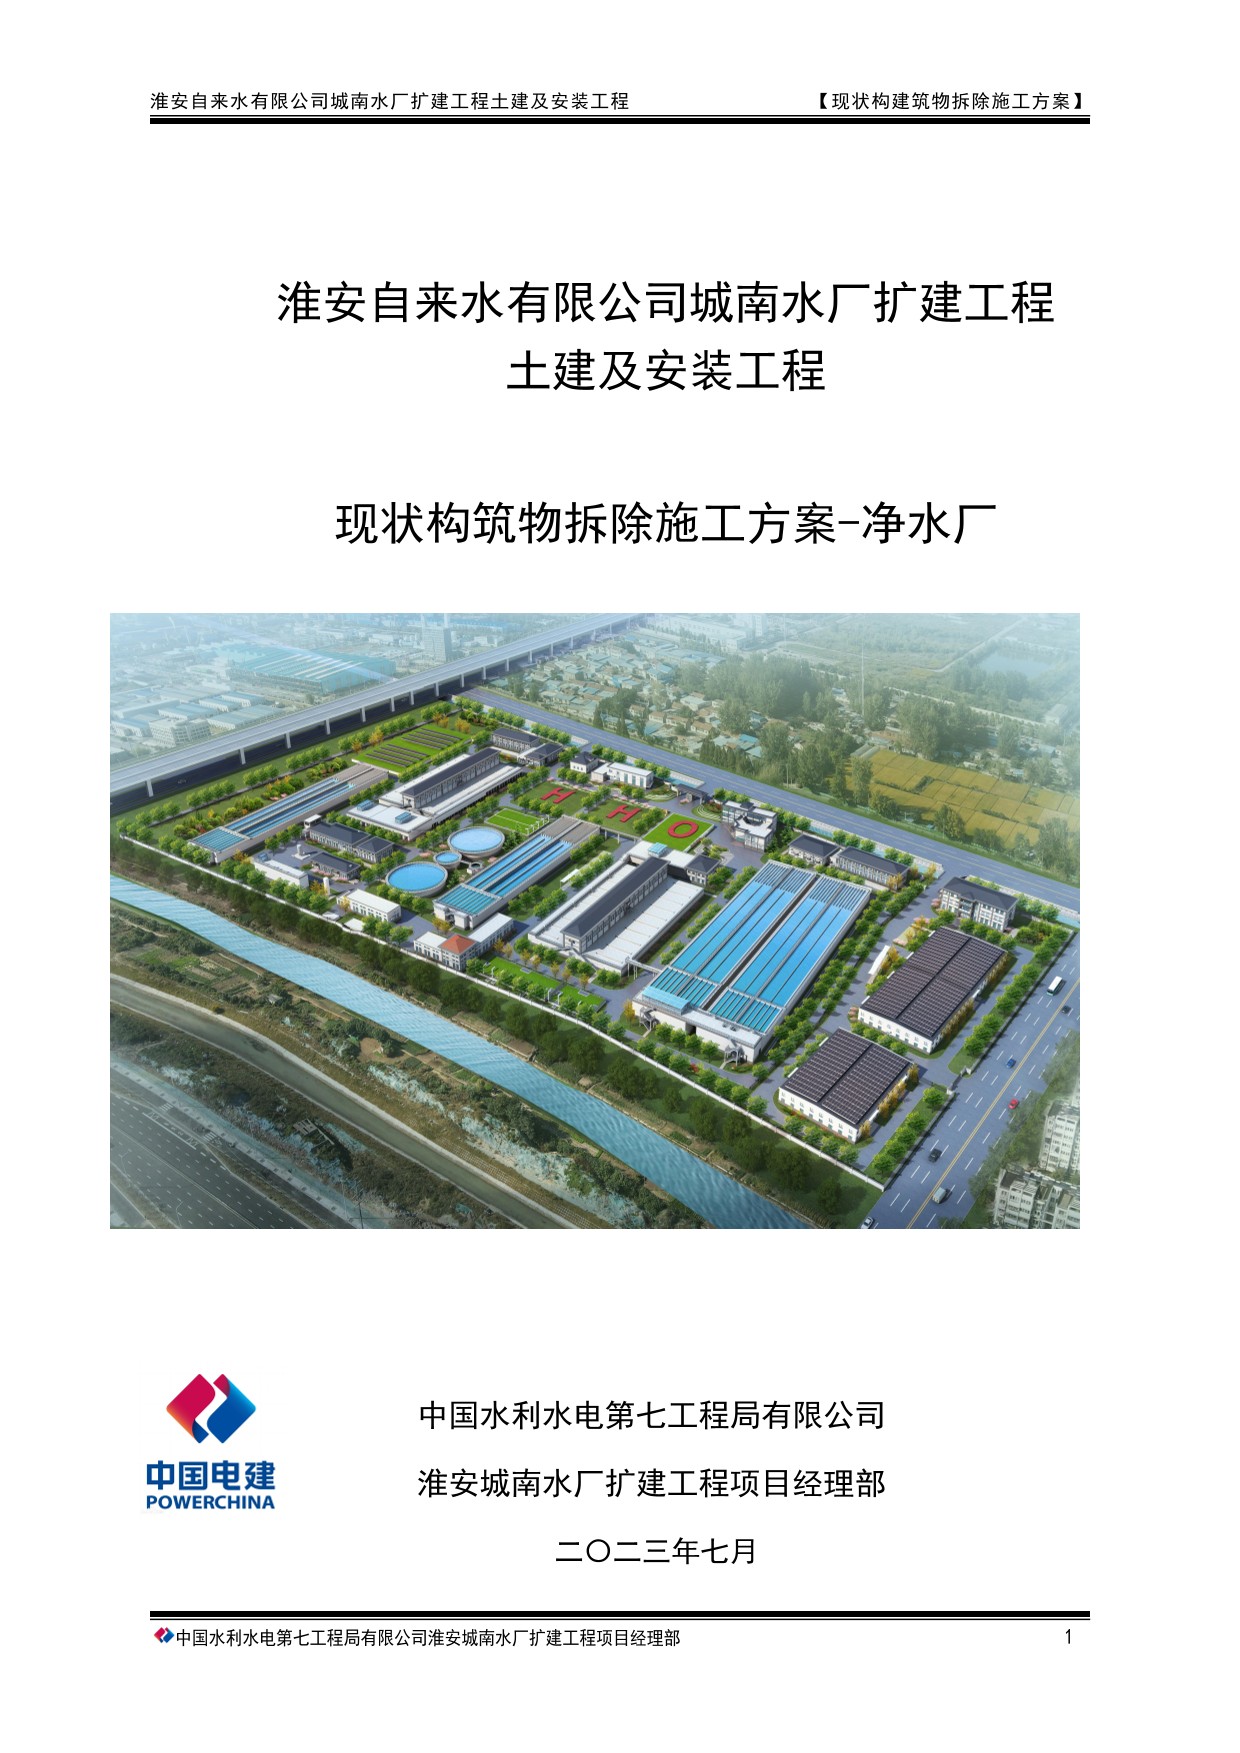 淮安自来水有限公司城南水厂扩建工程土建及安装工程 【现状构建筑物拆除施工方案】
淮安自来水有限公司城南水厂扩建工程
土建及安装工程
现状构筑物拆除施工方案-净水厂
H H O
中国电建
POWERCHINA
中国水利水电第七工程局有限公司
淮安城南水厂扩建工程项目经理部
二〇二三年七月
中国水利水电第七工程局有限公司淮安城南水厂扩建工程项目经理部 1